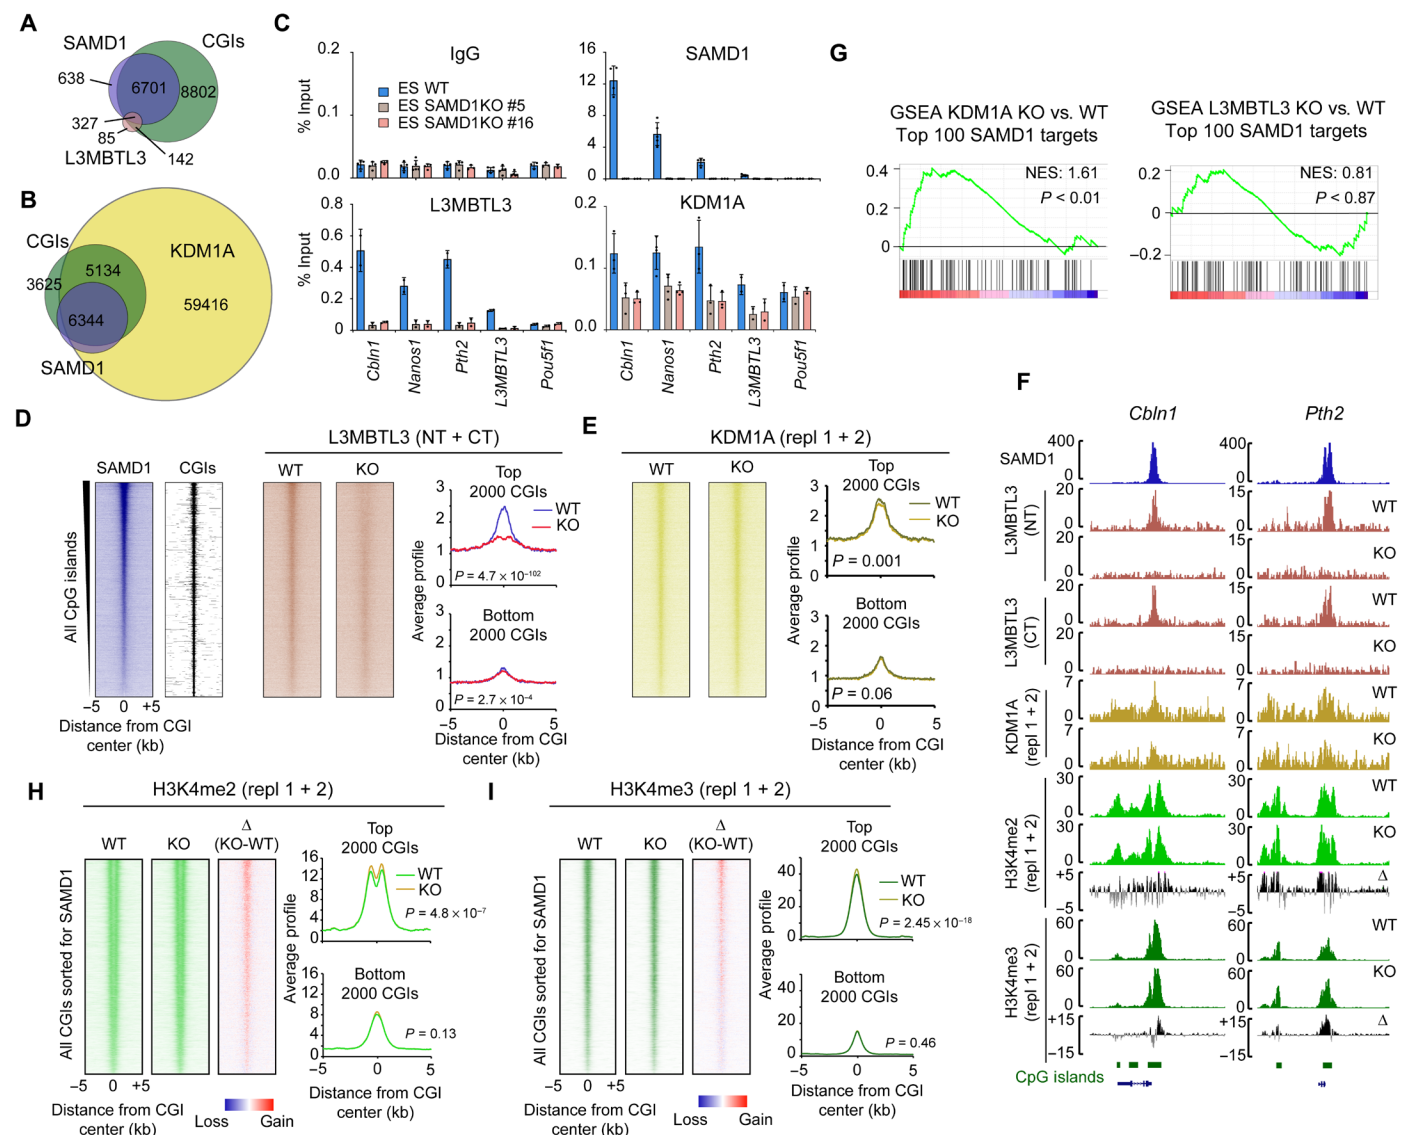 A
SAMD1
CGIs
638
6701
8802
327
85
L3MBTL3
142
B
CGIs
KDM1A
3625
5134
59416
6344
SAMD1
C
IgG
% Input
0.2
0.1
0.0
ES WT
ES SAMD1KO #5
ES SAMD1KO #16
SAMD1
16
12
8
4
0
L3MBTL3
% Input
0.8
0.6
0.4
0.2
0
Cbln1
Nanos1
Pth2
L3MBTL3
Pou5f1
KDM1A
0.2
0.1
0.0
Cbln1
Nanos1
Pth2
L3MBTL3
Pou5f1
G
GSEA KDM1A KO vs. WT
Top 100 SAMD1 targets
NES: 1.61
P < 0.01
0.4
0.2
0
GSEA L3MBTL3 KO vs. WT
Top 100 SAMD1 targets
NES: 0.81
P < 0.87
0.2
0
−0.2
D
SAMD1
CGIs
All CpG islands
−5 0 +5
Distance from CGI
center (kb)
L3MBTL3 (NT + CT)
WT
KO
Top
2000 CGIs
3
2
1
0
WT
KO
P = 4.7 × 10−102
Average profile
Bottom
2000 CGIs
3
2
1
0
P = 2.7 × 10−4
−5 0 5
Distance from CGI
(kb)
E
KDM1A (repl 1 + 2)
WT
KO
Top
2000 CGIs
3
2
1
0
WT
KO
P = 0.001
Average profile
Bottom
2000 CGIs
3
2
1
0
P = 0.06
−5 0 5
Distance from CGI
center (kb)
F
Cbln1
Pth2
SAMD1
400
0
400
0
L3MBTL3
(NT)
20
0
15
0
WT
20
0
15
0
KO
L3MBTL3
(CT)
20
0
15
0
WT
20
0
15
0
KO
KDM1A
(repl 1 + 2)
7
0
7
0
WT
7
0
7
0
KO
H3K4me2
(repl 1 + 2)
30
0
30
0
WT
30
0
30
0
KO
+5
−5
+5
−5
Δ
H3K4me3
(repl 1 + 2)
60
0
60
0
WT
60
0
60
0
KO
+15
−15
+15
−15
Δ
CpG islands
H
H3K4me2 (repl 1 + 2)
WT
KO
Δ
(KO-WT)
All CGIs sorted for SAMD1
−5 0 +5
Distance from CGI
center (kb)
Loss
Gain
Top
2000 CGIs
16
12
8
4
0
WT
KO
P = 4.8 × 10−7
−5 0 5
Average profile
Bottom
2000 CGIs
16
12
8
4
0
P = 0.13
−5 0 5
Distance from CGI
center (kb)
I
H3K4me3 (repl 1 + 2)
WT
KO
Δ
(KO-WT)
All CGIs sorted for SAMD1
−5 0 +5
Distance from CGI
center (kb)
Loss
Gain
Top
2000 CGIs
40
20
0
WT
KO
P = 2.45 × 10−18
−5 0 5
Average profile
Bottom
2000 CGIs
40
20
0
P = 0.46
−5 0 5
Distance from CGI
center (kb)